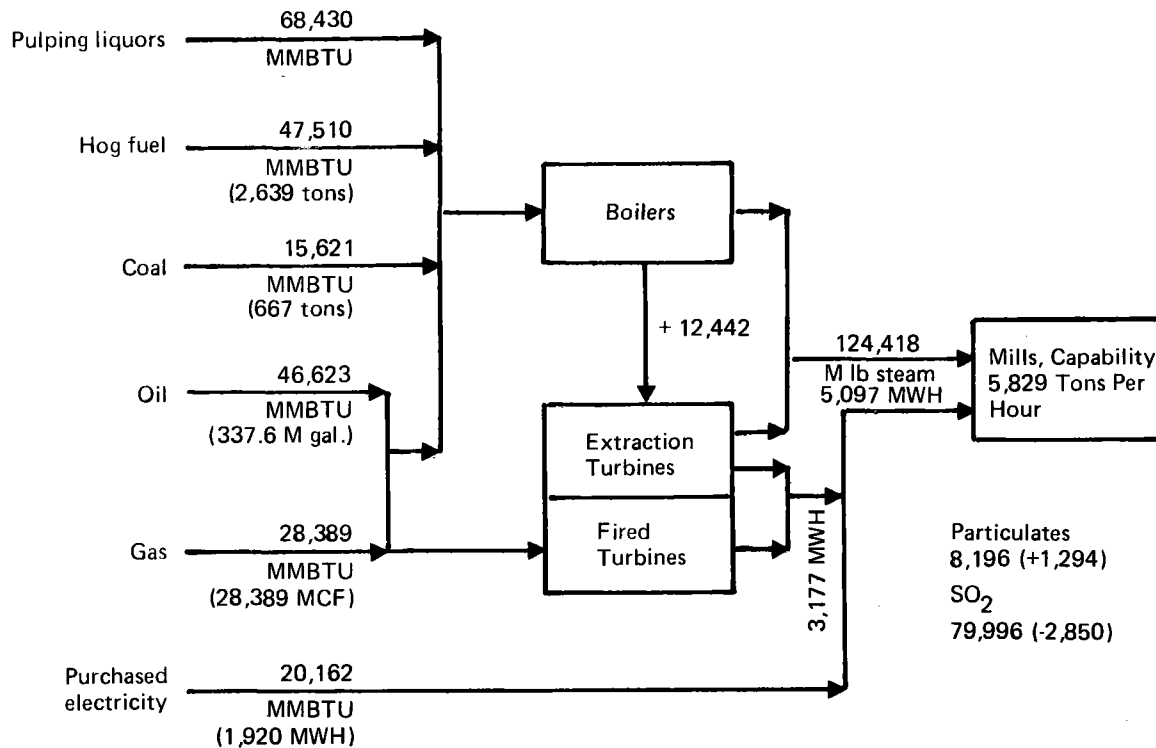 Pulping liquors
68,430
MMBTU
Hog fuel
47,510
MMBTU
(2,639 tons)
Coal
15,621
MMBTU
(667 tons)
Oil
46,623
MMBTU
(337.6 M gal.)
Gas
28,389
MMBTU
(28,389 MCF)
Purchased
electricity
20,162
MMBTU
(1,920 MWH)
Boilers
+ 12,442
Extraction
Turbines
Fired
Turbines
3,177 MWH
124,418
M lb steam
5,097 MWH
Mills, Capability
5,829 Tons Per
Hour
Particulates
8,196 (+1,294)
SO2
79,996 (-2,850)